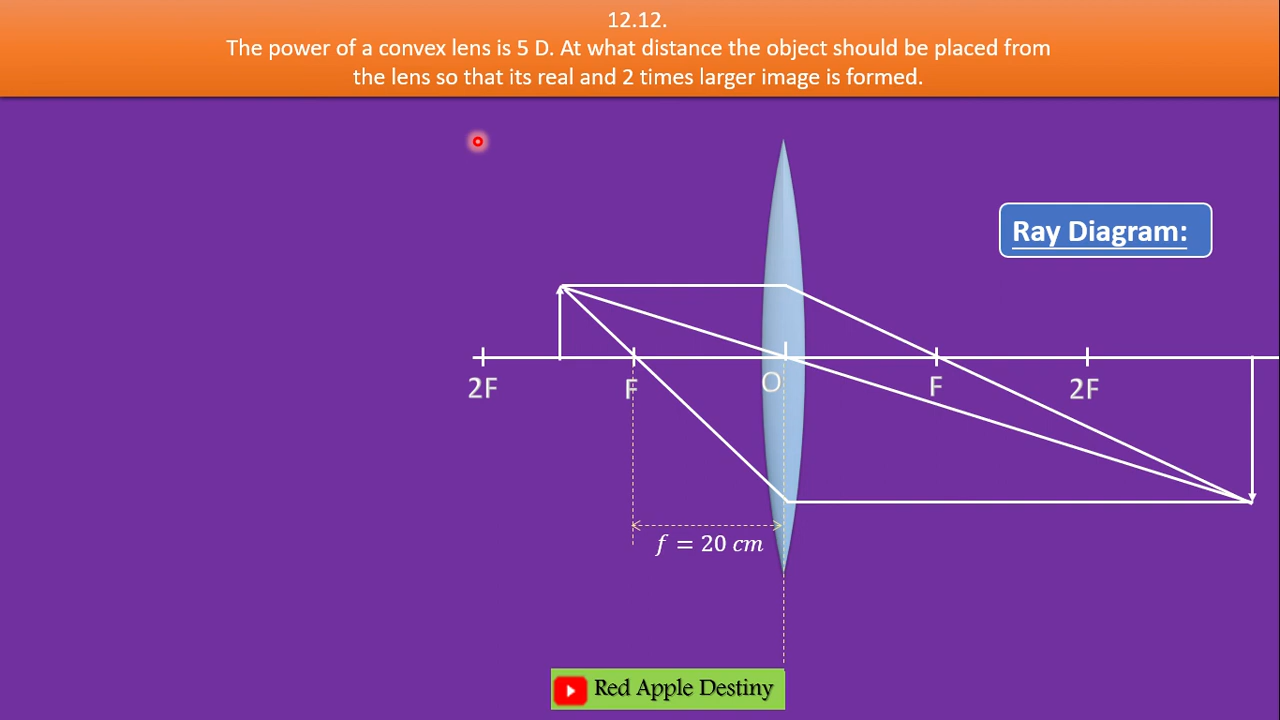 12.12.
The power of a convex lens is 5 D. At what distance the object should be placed from
the lens so that its real and 2 times larger image is formed.
Ray Diagram:
2F
F
O
F
2F
f = 20 cm
Red Apple Destiny